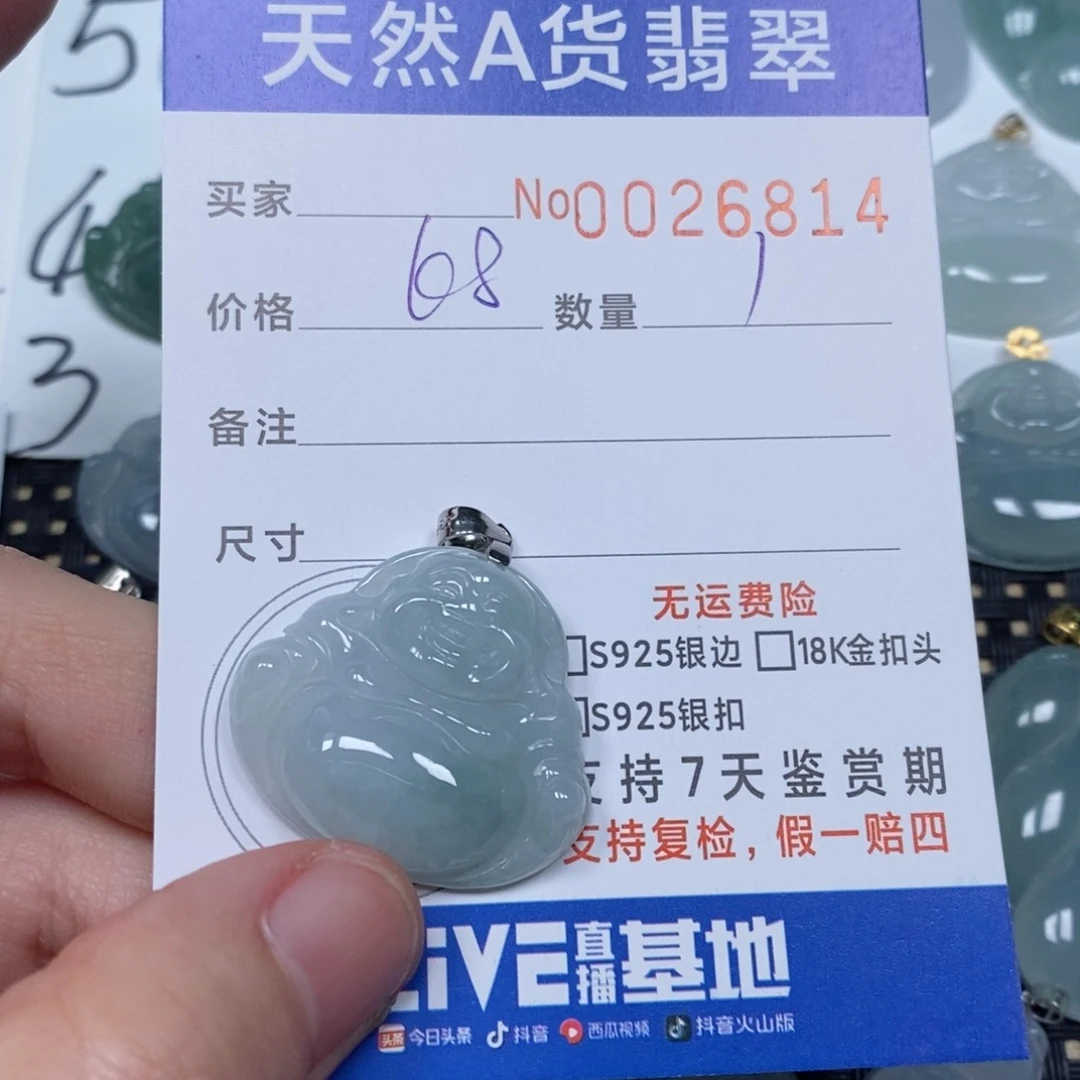 5
4
3
天然A货翡翠
买家 No0026814
价格 68 数量 1
备注
尺寸
无运费险
S925银边 18K金扣头
S925银扣
支持7天鉴赏期
支持复检，假一赔四
LiVE直播基地
头条 今日头条 抖音 西瓜视频 抖音火山版